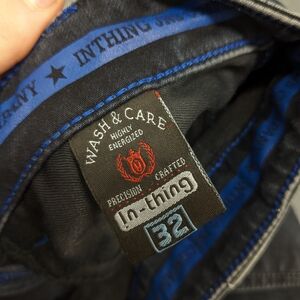 INTHING
WASH & CARE
HIGHLY
ENERGIZED
PRECISION CRAFTED
In-thing
32